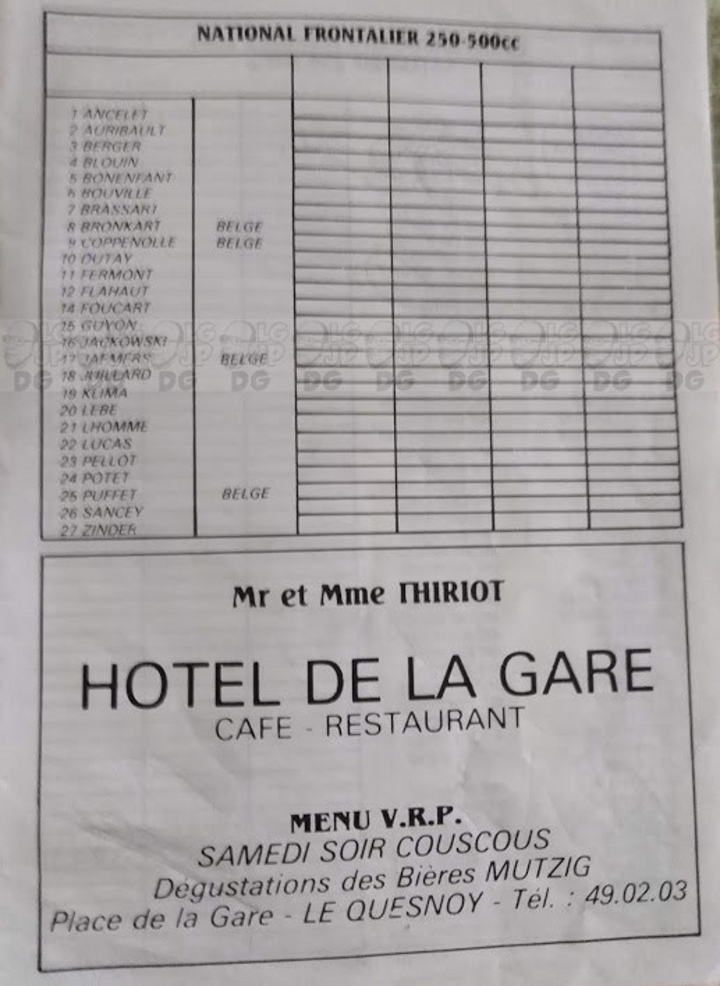 NATIONAL FRONTALIER 250-500cc
1 ANCELET
2 AURIBAULT
3 BERGER
4 BLOUIN
5 BONENFANT
6 BOUVILLE
7 BRASSART
8 BRONKART BELGE
9 COPPENOLLE BELGE
10 DUTAY
11 FERMONT
12 FLAHAUT
14 FOUCART
15 GUYON
16 JACKOWSKI
17 JAEMERS BELGE
18 JUILLARD
19 KLIMA
20 LEBE
21 LHOMME
22 LUCAS
23 PELLOT
24 POTET
25 PUFFET BELGE
26 SANCEY
27 ZINDER
Mr et Mme THIRIOT
HOTEL DE LA GARE
CAFE - RESTAURANT
MENU V.R.P.
SAMEDI SOIR COUSCOUS
Dégustations des Bières MUTZIG
Place de la Gare - LE QUESNOY - Tél. : 49.02.03